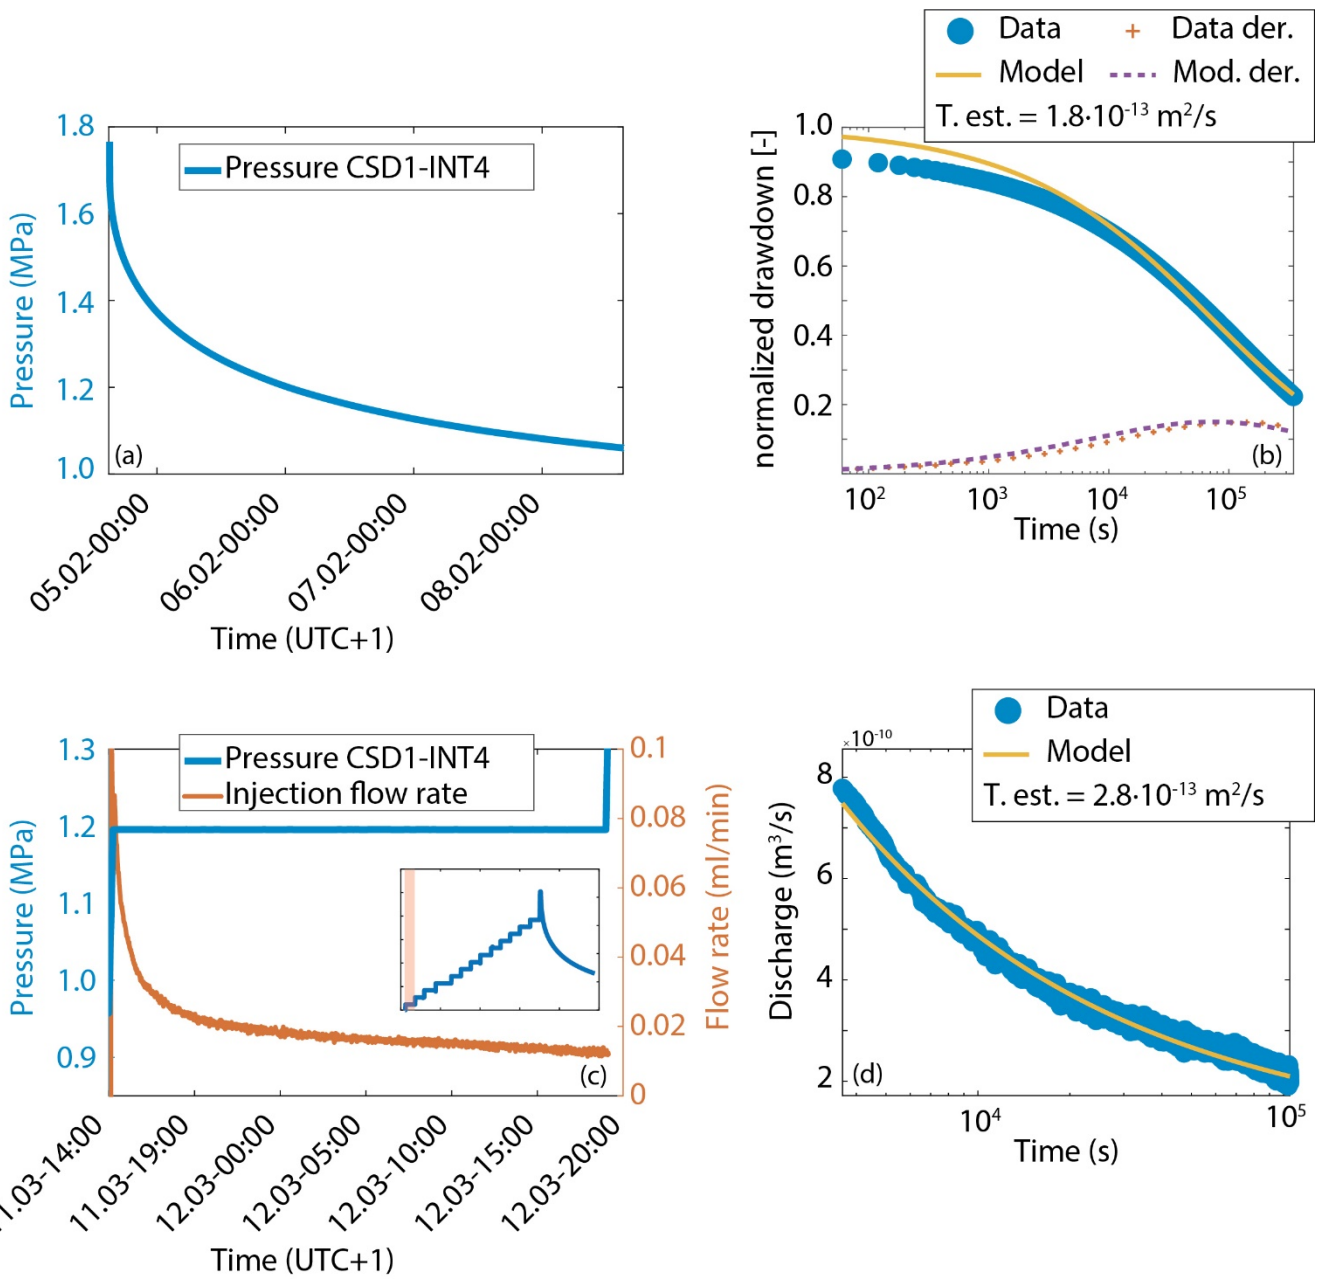 Pressure (MPa)
1.8
1.6
1.4
1.2
1.0
Pressure CSD1-INT4
(a)
05.02-00:00
06.02-00:00
07.02-00:00
08.02-00:00
Time (UTC+1)
Data
Data der.
Model
Mod. der.
T. est. = 1.8·10⁻¹³ m²/s
normalized drawdown [-]
1.0
0.8
0.6
0.4
0.2
(b)
10²
10³
10⁴
10⁵
Time (s)
Pressure (MPa)
1.3
1.2
1.1
1.0
0.9
Pressure CSD1-INT4
Injection flow rate
0.1
0.08
0.06
0.04
0.02
0
Flow rate (ml/min)
(c)
11.03-14:00
11.03-19:00
12.03-00:00
12.03-05:00
12.03-10:00
12.03-15:00
12.03-20:00
Time (UTC+1)
Data
Model
T. est. = 2.8·10⁻¹³ m²/s
×10⁻¹⁰
Discharge (m³/s)
8
6
4
2
(d)
10⁴
10⁵
Time (s)